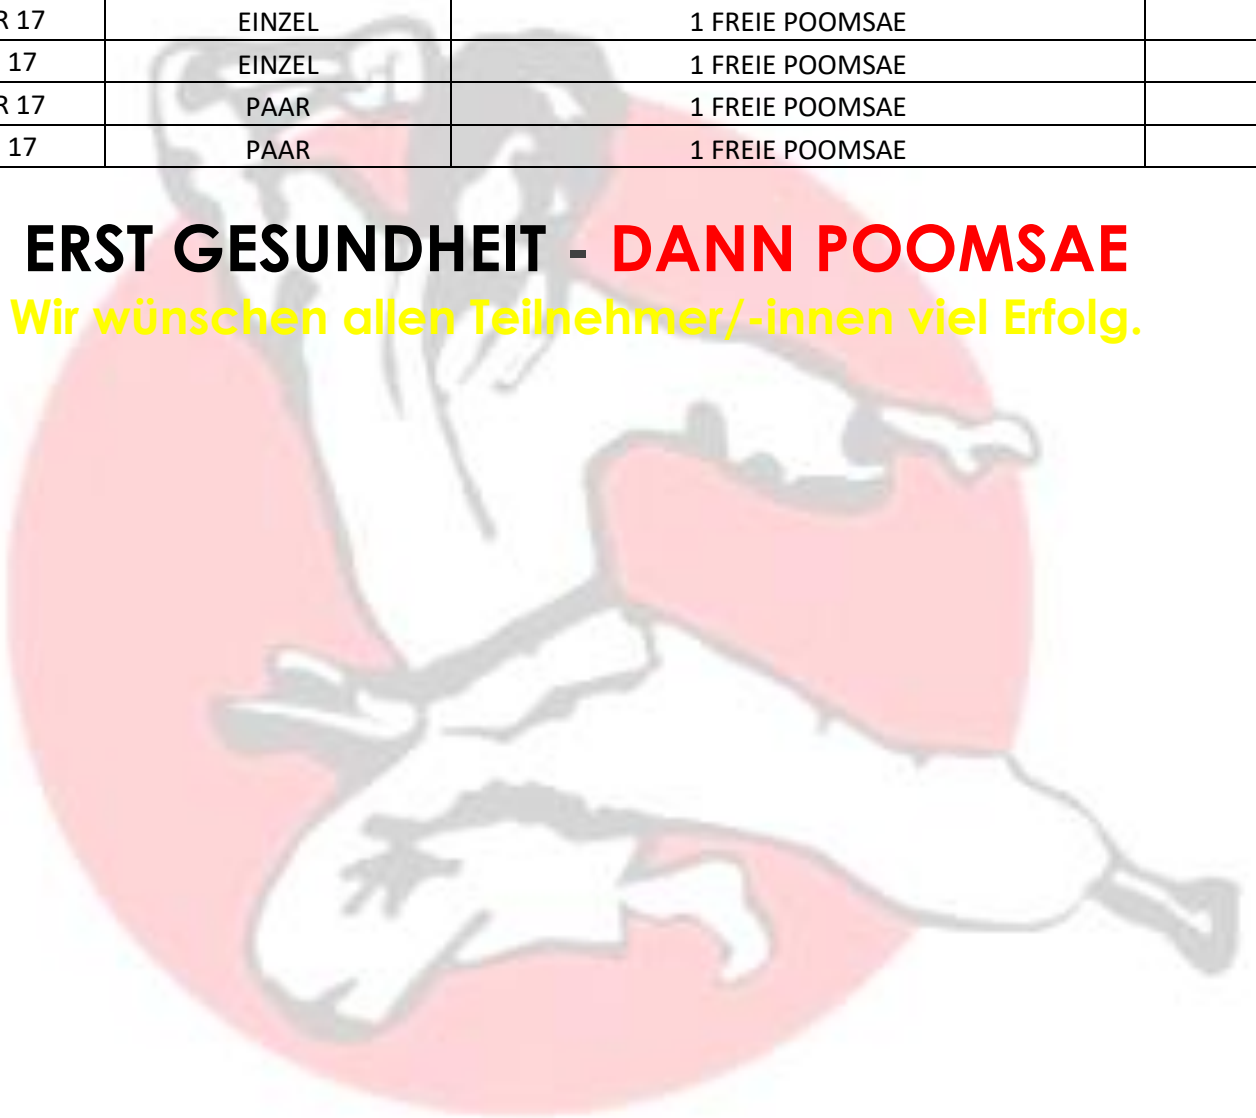 R 17 EINZEL 1 FREIE POOMSAE
17 EINZEL 1 FREIE POOMSAE
R 17 PAAR 1 FREIE POOMSAE
17 PAAR 1 FREIE POOMSAE
ERST GESUNDHEIT - DANN POOMSAE
Wir wünschen allen Teilnehmer/-innen viel Erfolg.